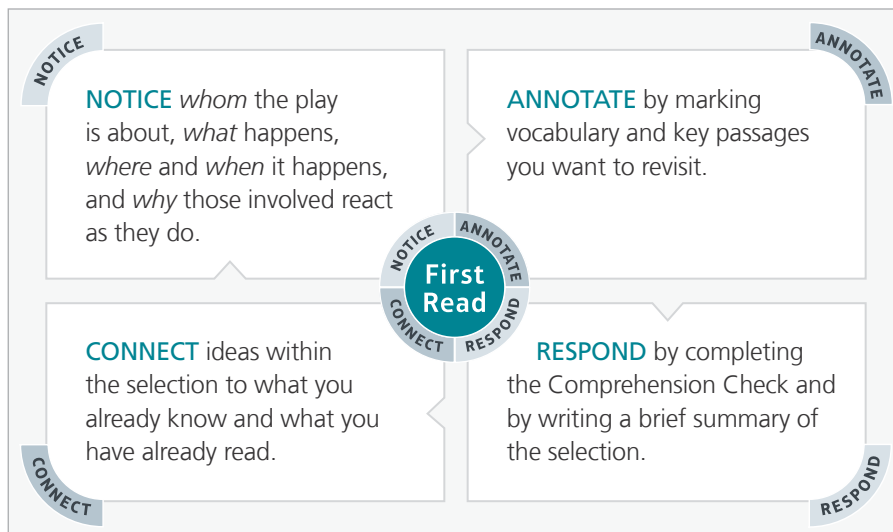 NOTICE
NOTICE whom the play
is about, what happens,
where and when it happens,
and why those involved react
as they do.
ANNOTATE
ANNOTATE by marking
vocabulary and key passages
you want to revisit.
NOTICE
ANNOTATE
First
Read
CONNECT
RESPOND
CONNECT ideas within
the selection to what you
already know and what you
have already read.
CONNECT
RESPOND by completing
the Comprehension Check and
by writing a brief summary of
the selection.
RESPOND